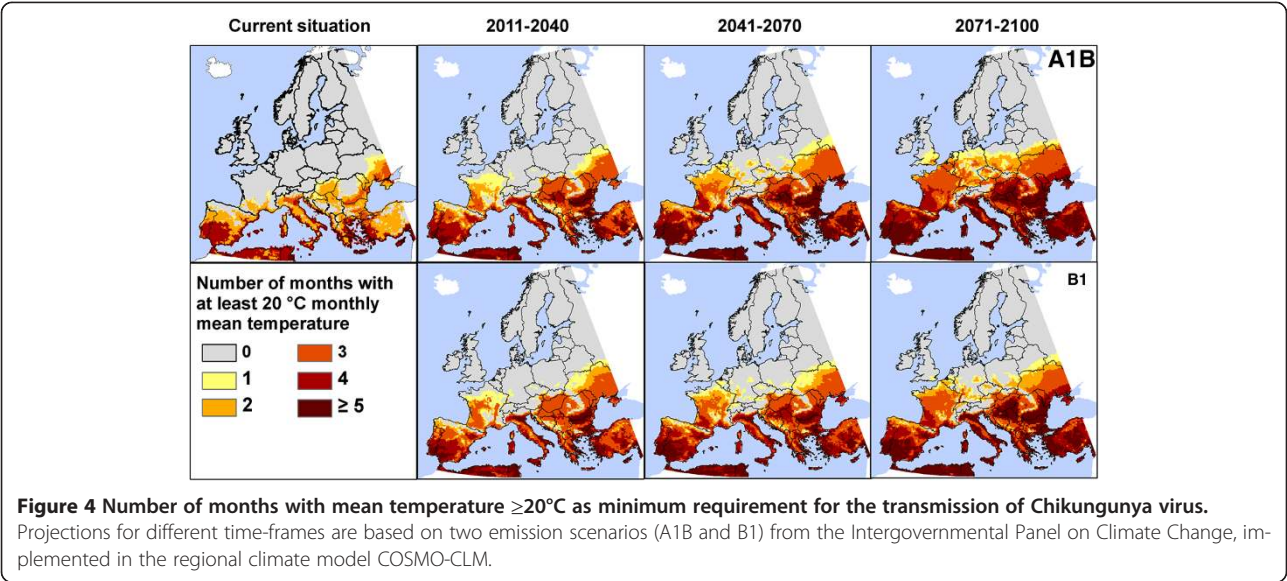 Current situation 2011-2040 2041-2070 2071-2100
A1B
Number of months with
at least 20 °C monthly
mean temperature
0 3
1 4
2 ≥ 5
B1
Figure 4 Number of months with mean temperature ≥20°C as minimum requirement for the transmission of Chikungunya virus.
Projections for different time-frames are based on two emission scenarios (A1B and B1) from the Intergovernmental Panel on Climate Change, im-
plemented in the regional climate model COSMO-CLM.